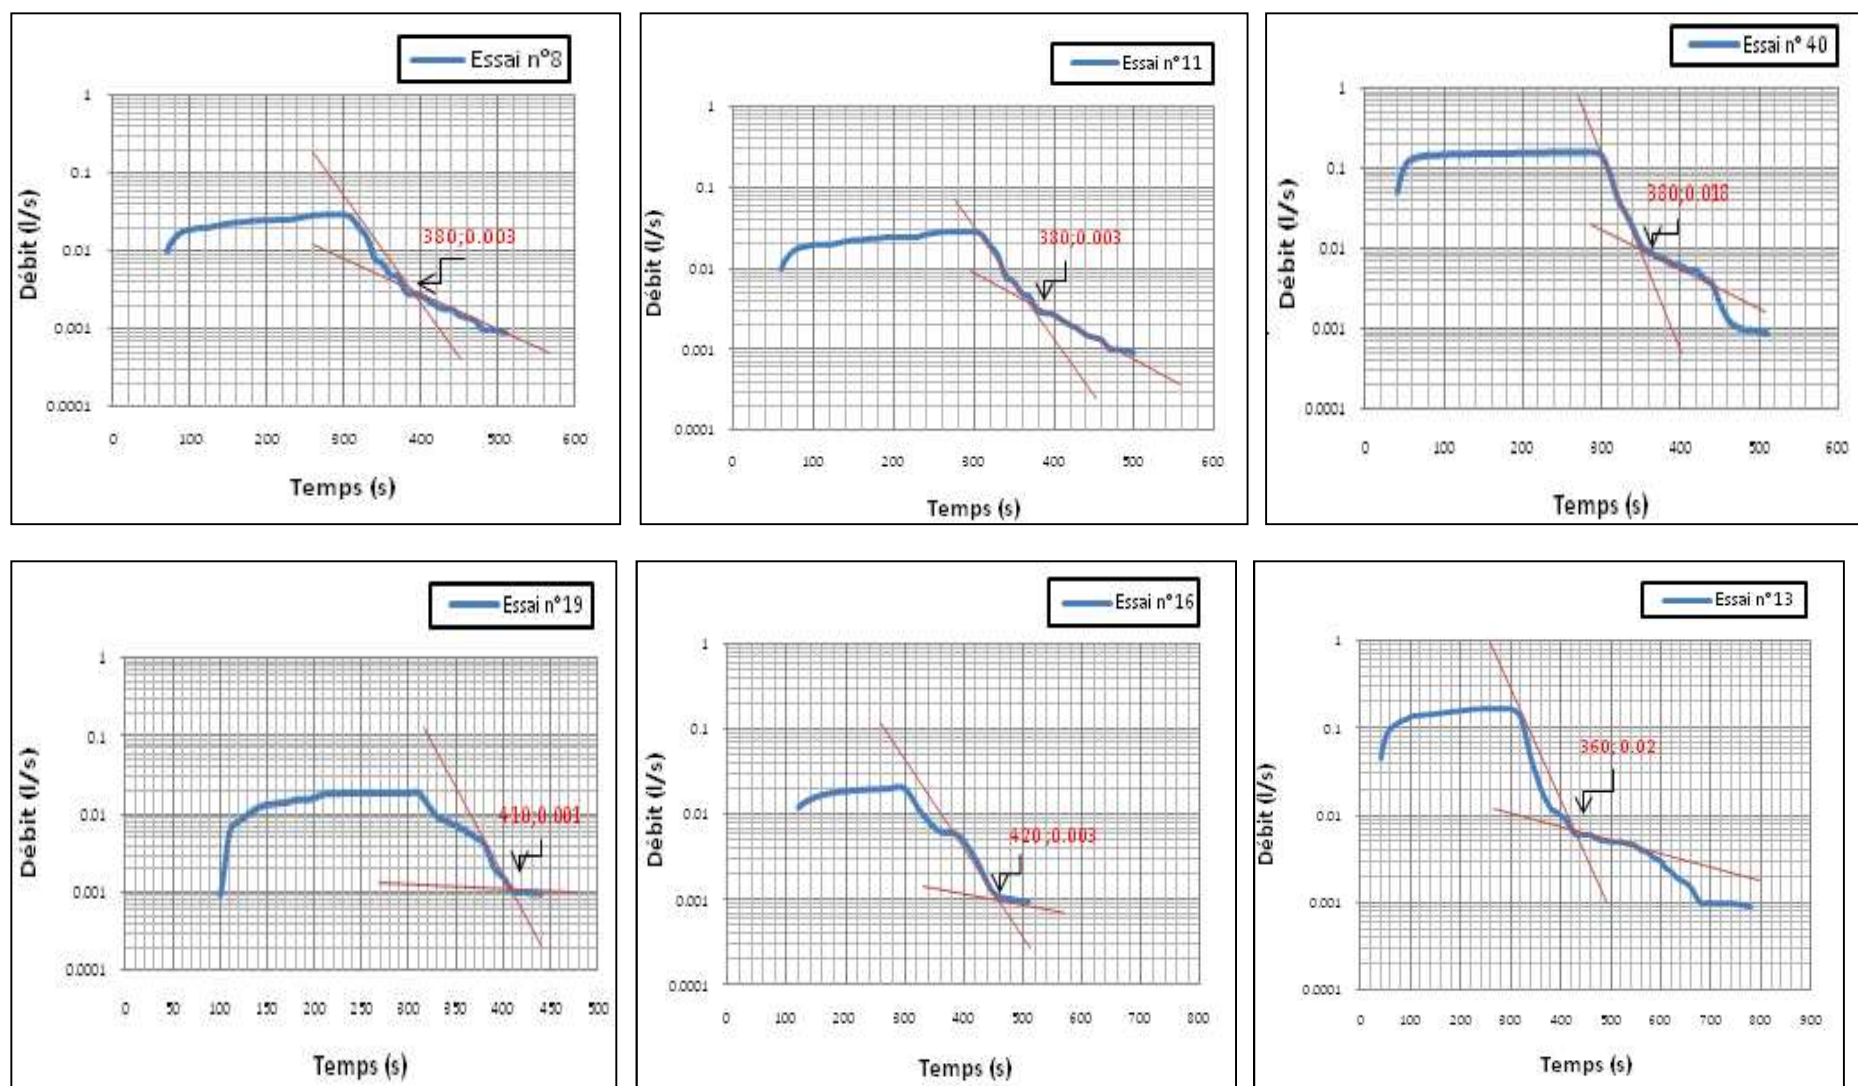 Essai n°8
1
0.1
0.01
0.001
0.0001
380;0.003
Débit (l/s)
0 100 200 300 400 500 600
Temps (s)
Essai n°11
1
0.1
0.01
0.001
0.0001
380;0.003
Débit (l/s)
0 100 200 300 400 500 600
Temps (s)
Essai n° 40
1
0.1
0.01
0.001
0.0001
380;0.018
Débit (l/s)
0 100 200 300 400 500 600
Temps (s)
Essai n°19
1
0.1
0.01
0.001
0.0001
410;0.001
Débit (l/s)
0 50 100 150 200 250 300 350 400 450 500
Temps (s)
Essai n°16
1
0.1
0.01
0.001
0.0001
420;0.003
Débit (l/s)
0 100 200 300 400 500 600 700 800
Temps (s)
Essai n°13
1
0.1
0.01
0.001
0.0001
360;0.02
Débit (l/s)
0 100 200 300 400 500 600 700 800 900
Temps (s)